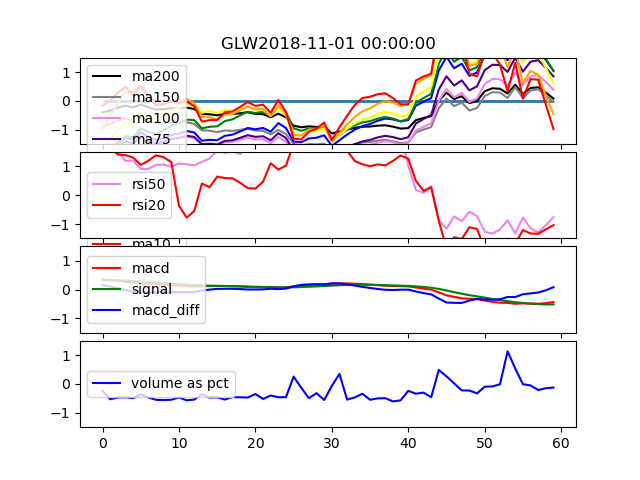 GLW2018-11-01 00:00:00
1
0
−1
ma200
ma150
ma100
ma75
1
0
−1
rsi50
rsi20
ma10
1
0
−1
macd
signal
macd_diff
1
0
−1
volume as pct
0 10 20 30 40 50 60